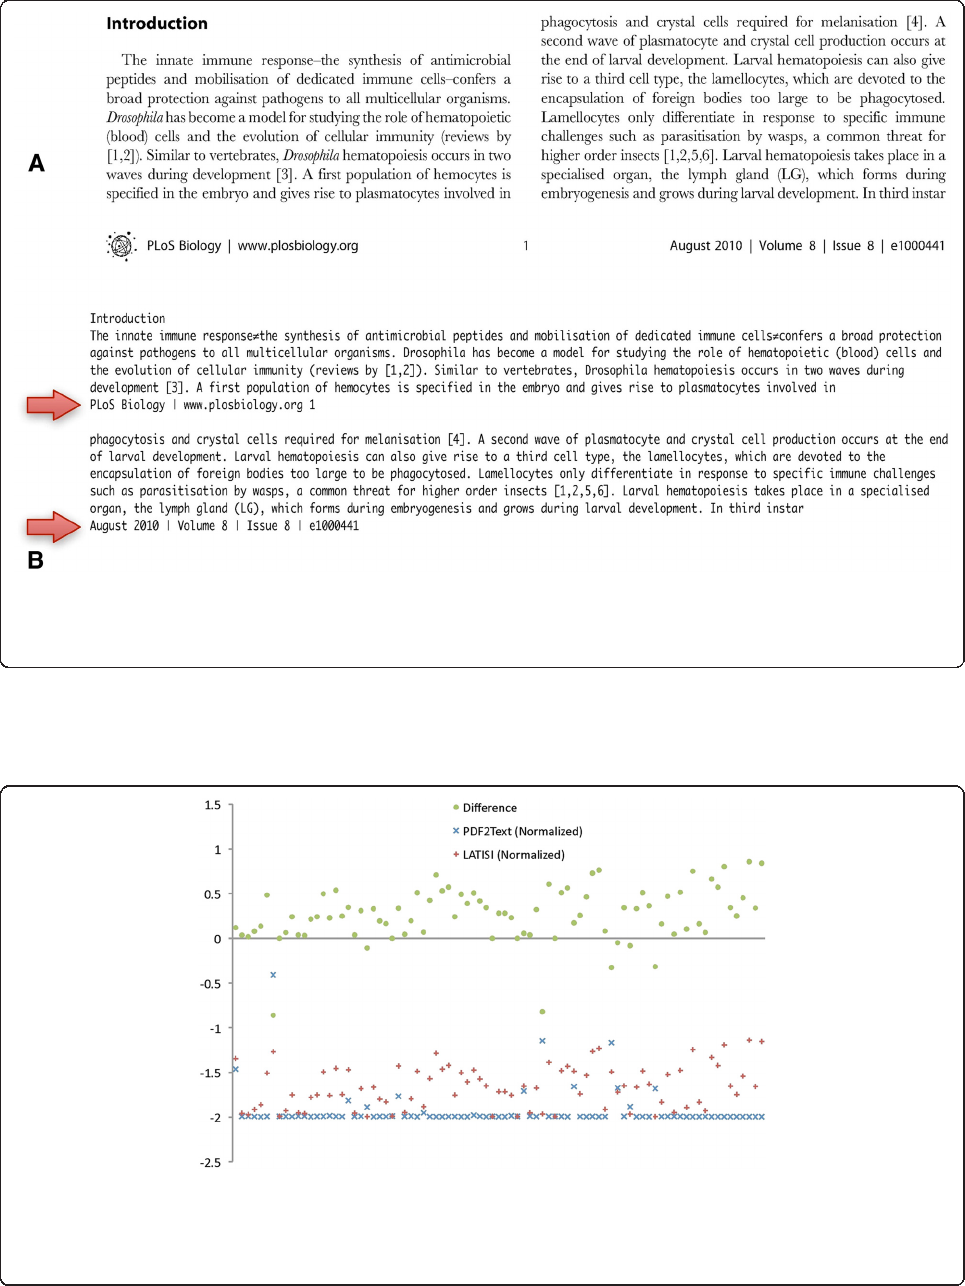 Introduction
The innate immune response–the synthesis of antimicrobial
peptides and mobilisation of dedicated immune cells–confers a
broad protection against pathogens to all multicellular organisms.
Drosophila has become a model for studying the role of hematopoietic
(blood) cells and the evolution of cellular immunity (reviews by
[1,2]). Similar to vertebrates, Drosophila hematopoiesis occurs in two
waves during development [3]. A first population of hemocytes is
specified in the embryo and gives rise to plasmatocytes involved in
phagocytosis and crystal cells required for melanisation [4]. A
second wave of plasmatocyte and crystal cell production occurs at
the end of larval development. Larval hematopoiesis can also give
rise to a third cell type, the lamellocytes, which are devoted to the
encapsulation of foreign bodies too large to be phagocytosed.
Lamellocytes only differentiate in response to specific immune
challenges such as parasitisation by wasps, a common threat for
higher order insects [1,2,5,6]. Larval hematopoiesis takes place in a
specialised organ, the lymph gland (LG), which forms during
embryogenesis and grows during larval development. In third instar
A
PLoS Biology | www.plosbiology.org
1
August 2010 | Volume 8 | Issue 8 | e1000441
Introduction
The innate immune response≠the synthesis of antimicrobial peptides and mobilisation of dedicated immune cells≠confers a broad protection
against pathogens to all multicellular organisms. Drosophila has become a model for studying the role of hematopoietic (blood) cells and
the evolution of cellular immunity (reviews by [1,2]). Similar to vertebrates, Drosophila hematopoiesis occurs in two waves during
development [3]. A first population of hemocytes is specified in the embryo and gives rise to plasmatocytes involved in
PLoS Biology | www.plosbiology.org 1
phagocytosis and crystal cells required for melanisation [4]. A second wave of plasmatocyte and crystal cell production occurs at the end
of larval development. Larval hematopoiesis can also give rise to a third cell type, the lamellocytes, which are devoted to the
encapsulation of foreign bodies too large to be phagocytosed. Lamellocytes only differentiate in response to specific immune challenges
such as parasitisation by wasps, a common threat for higher order insects [1,2,5,6]. Larval hematopoiesis takes place in a specialised
organ, the lymph gland (LG), which forms during embryogenesis and grows during larval development. In third instar
August 2010 | Volume 8 | Issue 8 | e1000441
B
Difference
PDF2Text (Normalized)
LATISI (Normalized)
1.5
1
0.5
0
-0.5
-1
-1.5
-2
-2.5